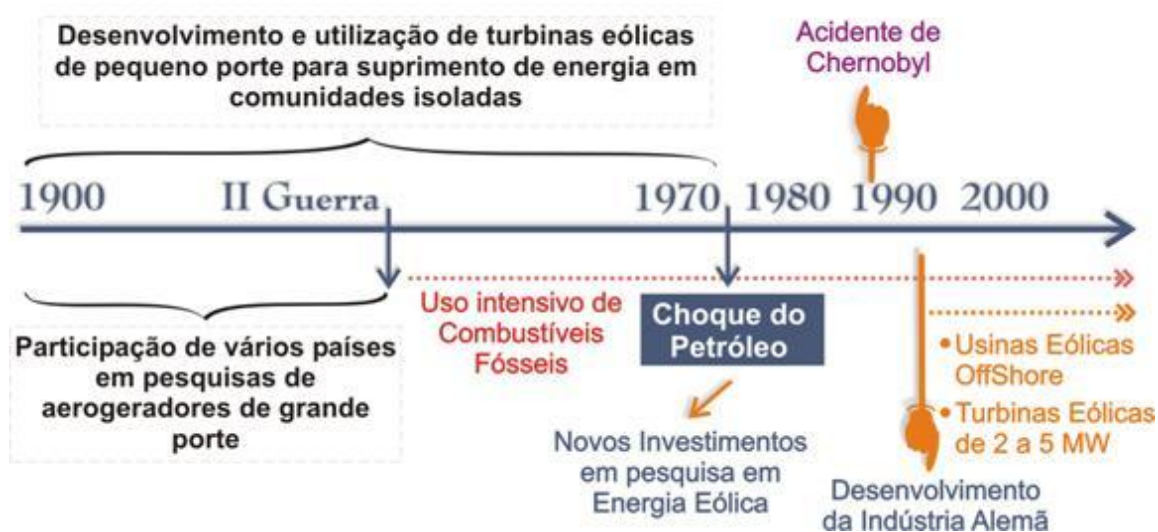 Desenvolvimento e utilização de turbinas eólicas
de pequeno porte para suprimento de energia em
comunidades isoladas
Acidente de
Chernobyl
1900 II Guerra 1970 1980 1990 2000
Participação de vários países
em pesquisas de
aerogeradores de grande
porte
Uso intensivo de
Combustíveis
Fósseis
Choque do
Petróleo
Novos Investimentos
em pesquisa em
Energia Eólica
• Usinas Eólicas
OffShore
• Turbinas Eólicas
de 2 a 5 MW
Desenvolvimento
da Indústria Alemã